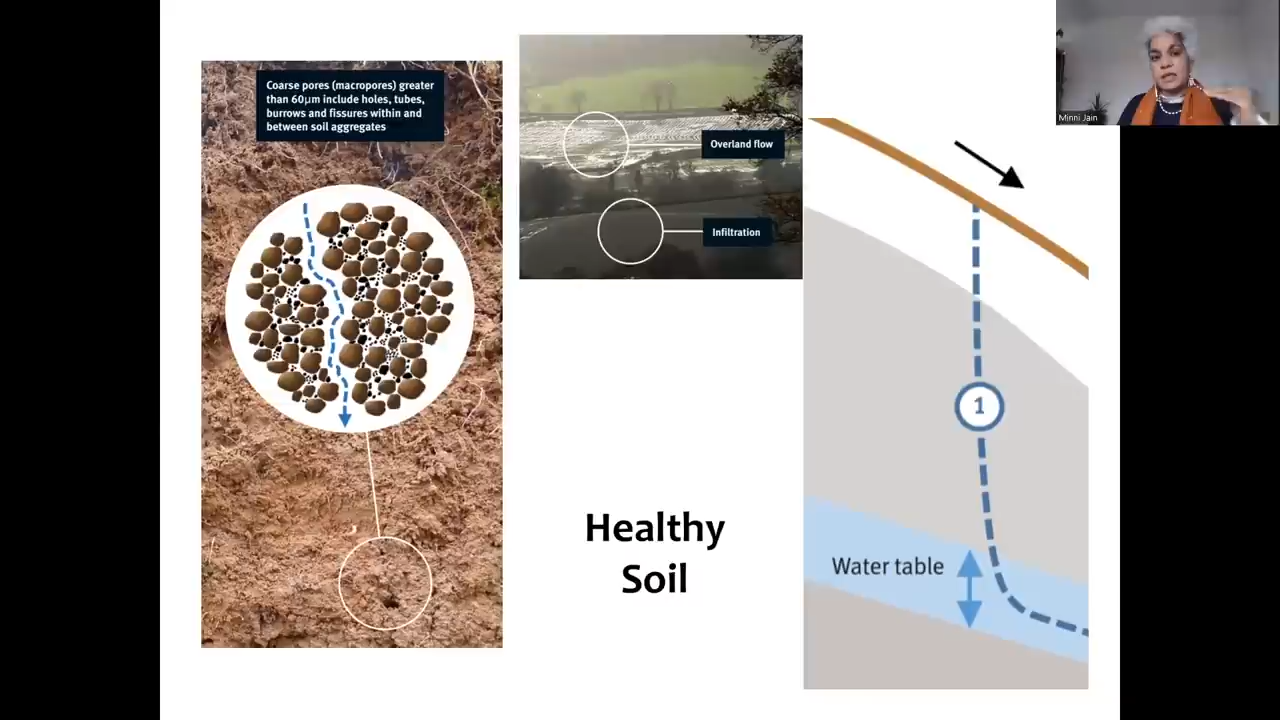 Coarse pores (macropores) greater
than 60µm include holes, tubes,
burrows and fissures within and
between soil aggregates
Overland flow
Infiltration
Healthy
Soil
1
Water table
Minni Jain